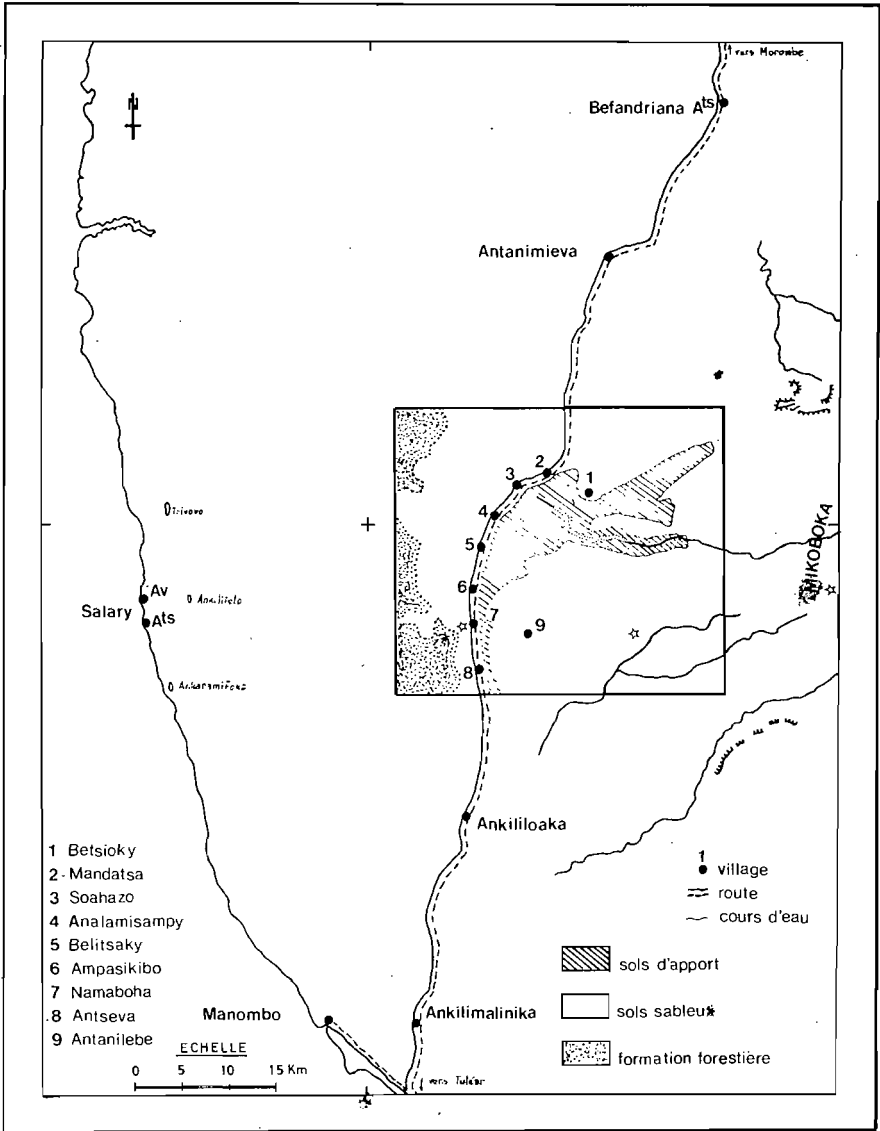 vers Morombe
N
Befandriana Ats
Antanimieva
2
1
3
4
5
MIKOBOKA
Av
6
Salary
Ats
7
9
8
Ankililoaka
1 Betsioky
2 - Mandatsa
3 Soahazo
4 Analamisampy
5 Belitsaky
6 Ampasikibo
7 Namaboha
8 Antseva
9 Antanilebe
1
village
route
cours d'eau
sols d'apport
sols sableux
formation forestière
Manombo
Ankilimalinika
ECHELLE
0 5 10 15 Km
vers Tuléar